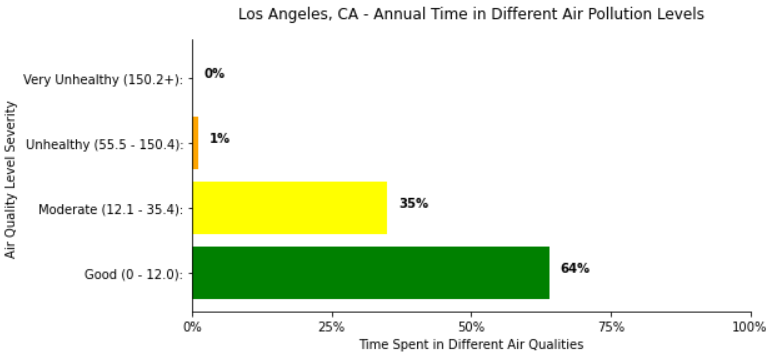 Los Angeles, CA - Annual Time in Different Air Pollution Levels
Air Quality Level Severity
Very Unhealthy (150.2+):
0%
Unhealthy (55.5 - 150.4):
1%
Moderate (12.1 - 35.4):
35%
Good (0 - 12.0):
64%
0%
25%
50%
75%
100%
Time Spent in Different Air Qualities